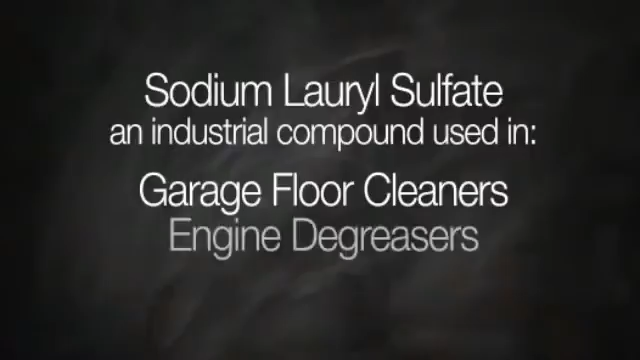 Sodium Lauryl Sulfate
an industrial compound used in:
Garage Floor Cleaners
Engine Degreasers